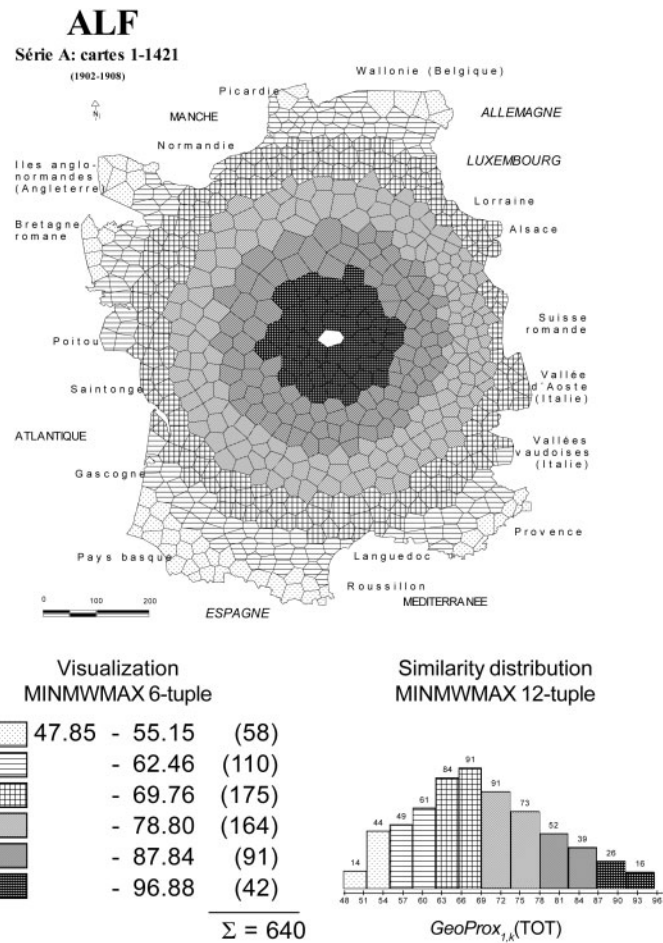 ALF
Série A: cartes 1-1421
(1902-1908)
N
Wallonie (Belgique)
Picardie
MANCHE
ALLEMAGNE
Normandie
LUXEMBOURG
Iles anglo-
normandes
(Angleterre)
Lorraine
Alsace
Bretagne
romane
Suisse
romande
Poitou
Vallée
d'Aoste
(Italie)
Saintonge
ATLANTIQUE
Vallées
vaudoises
(Italie)
Gascogne
Provence
Pays basque
Languedoc
Roussillon
MEDITERRANEE
ESPAGNE
0 100 200
Visualization
MINMWMAX 6-tuple
47.85 - 55.15 (58)
- 62.46 (110)
- 69.76 (175)
- 78.80 (164)
- 87.84 (91)
- 96.88 (42)
Σ = 640
Similarity distribution
MINMWMAX 12-tuple
14 44 49 61 84 91 91 73 52 39 26 16
48 51 54 57 60 63 66 69 72 75 78 81 84 87 90 93 96
GeoProx1,k(TOT)